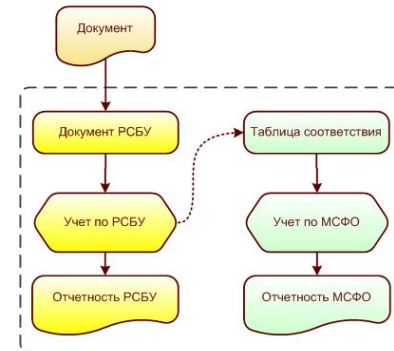 Документ
Документ РСБУ
Таблица соответствия
Учет по РСБУ
Учет по МСФО
Отчетность РСБУ
Отчетность МСФО